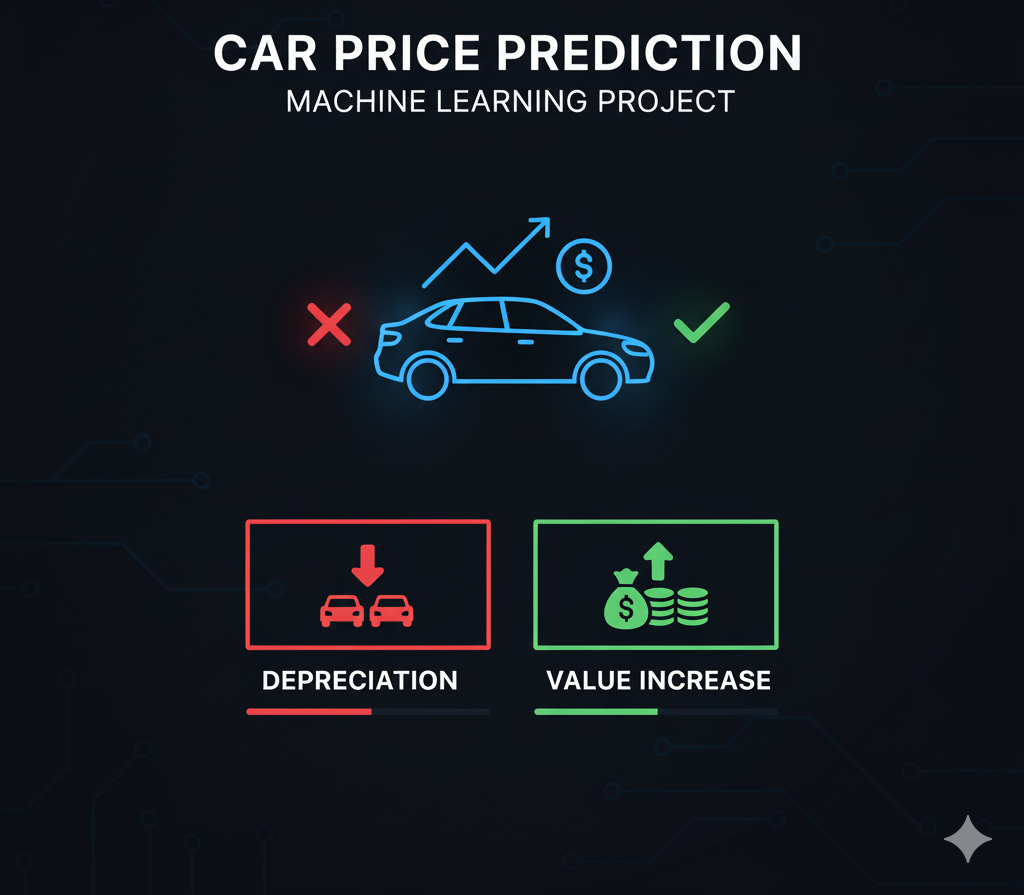 CAR PRICE PREDICTION
MACHINE LEARNING PROJECT
$
$
DEPRECIATION
VALUE INCREASE